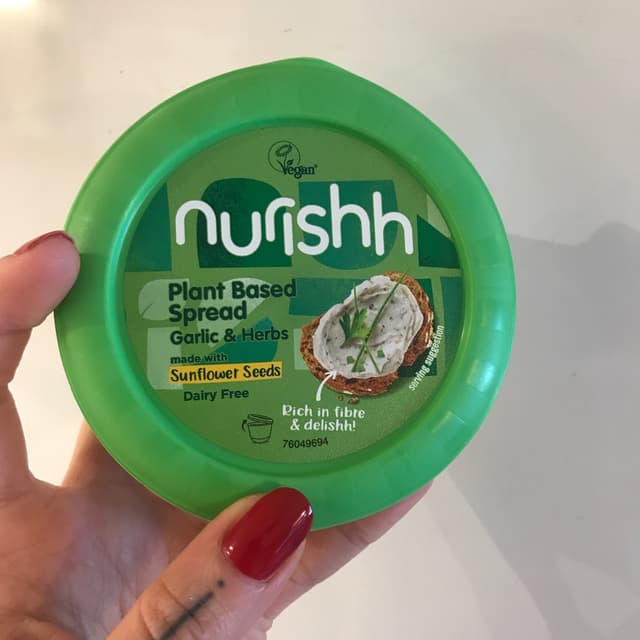 Vegan
nurishh
Plant Based
Spread
Garlic & Herbs
made with
Sunflower Seeds
Dairy Free
serving suggestion
Rich in fibre
& delishh!
76049694